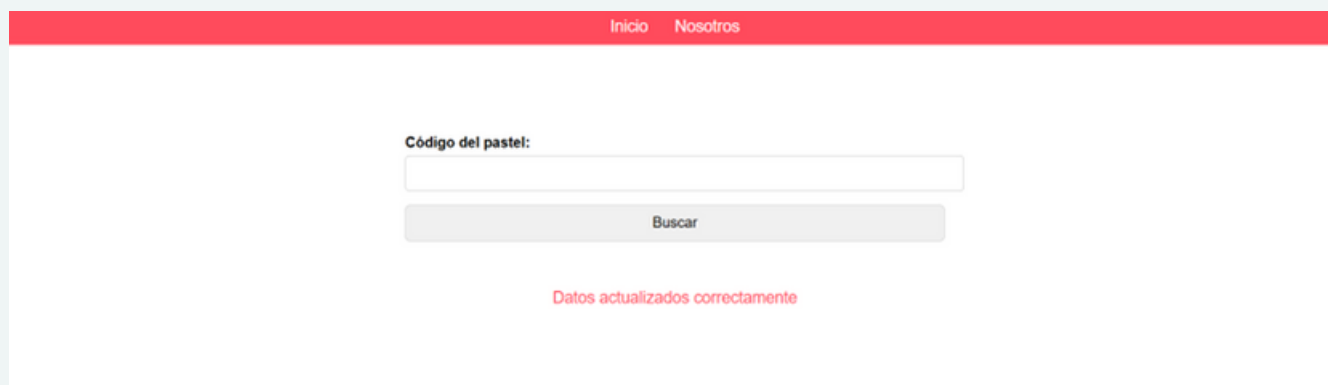 Inicio Nosotros
Código del pastel:
Buscar
Datos actualizados correctamente